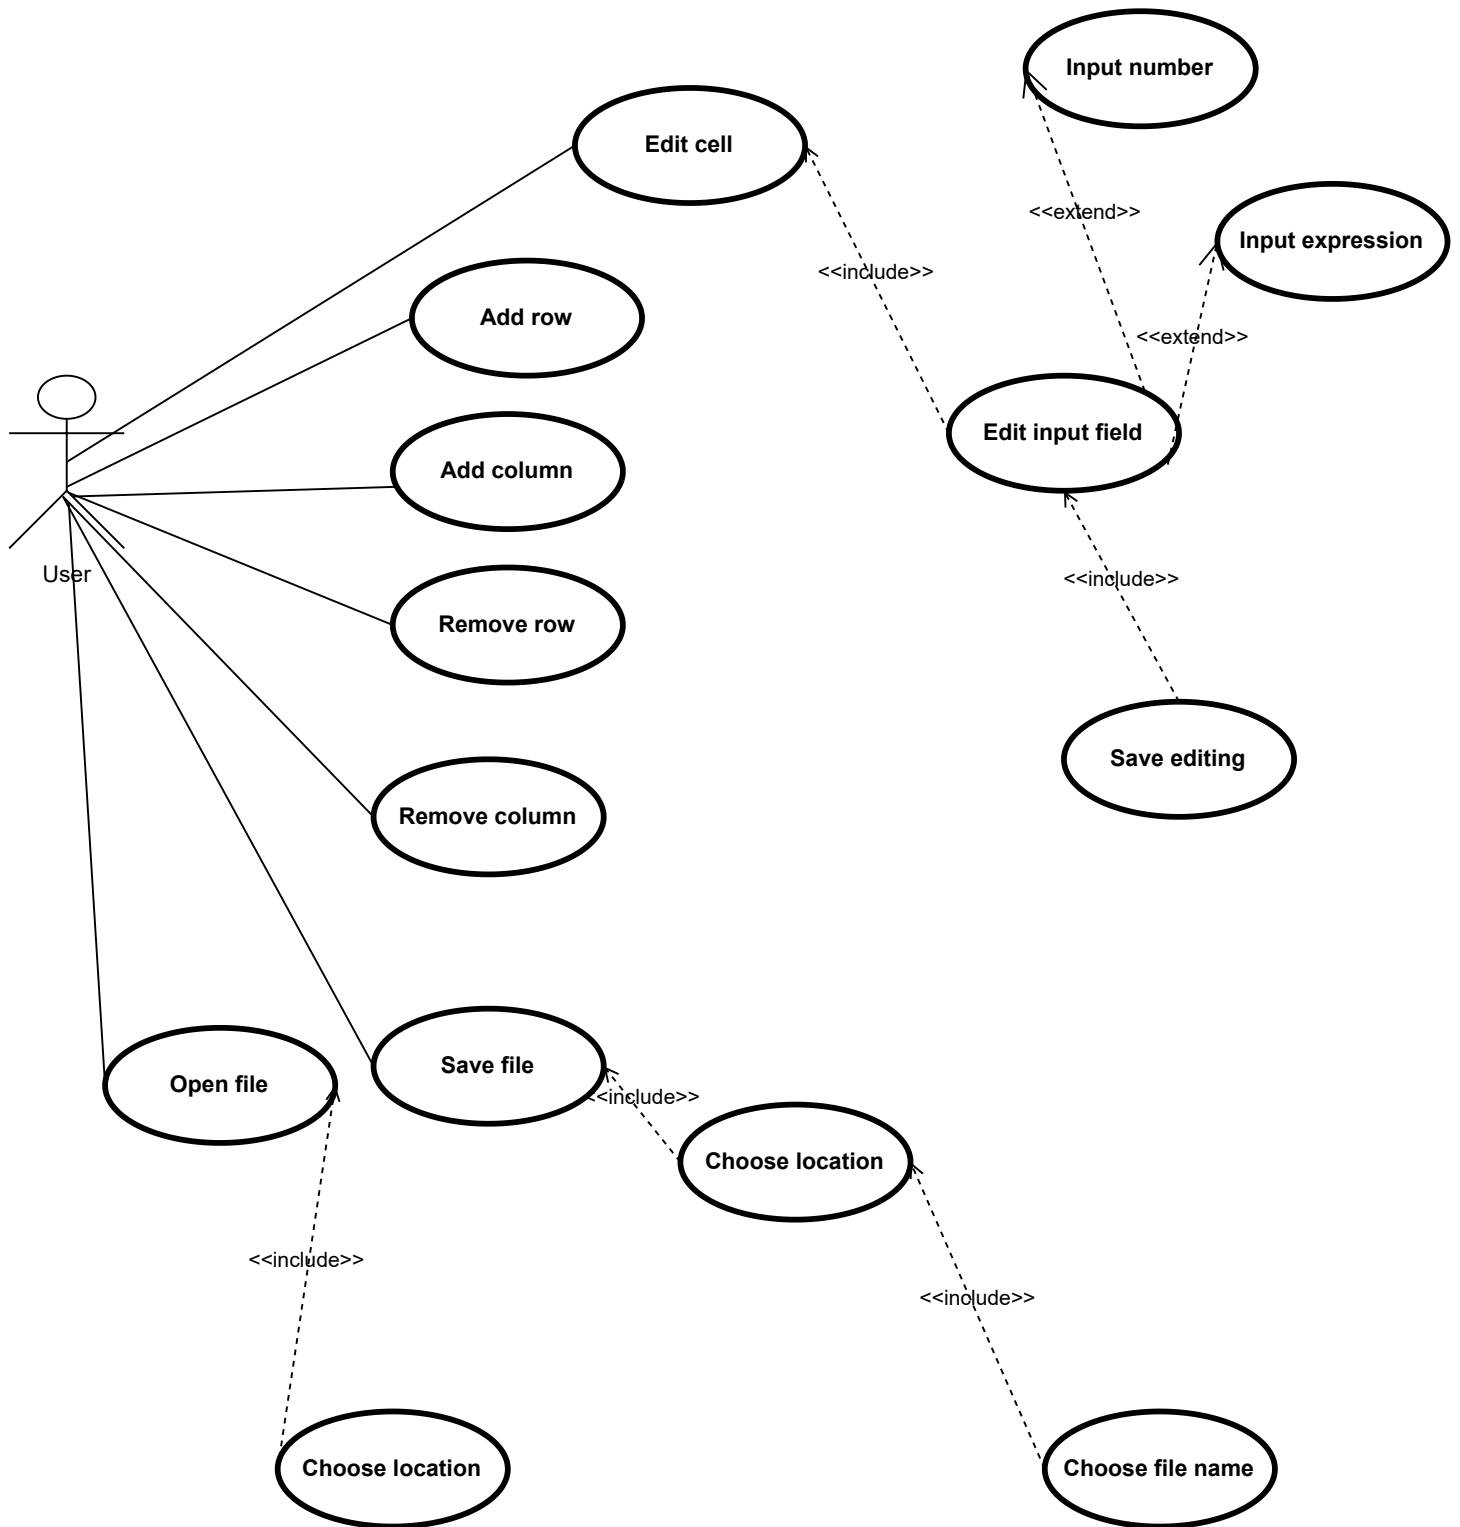 Input number
Edit cell
<<extend>>
Input expression
<<include>>
Add row
<<extend>>
Edit input field
Add column
User
<<include>>
Remove row
Save editing
Remove column
Save file
Open file
<<include>>
Choose location
<<include>>
<<include>>
Choose location
Choose file name